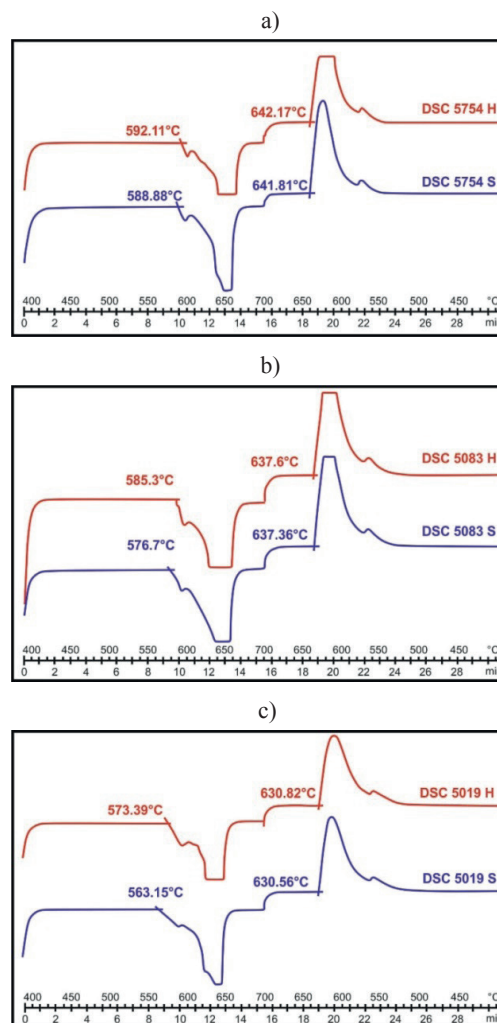 a)
592.11°C
642.17°C
DSC 5754 H
588.88°C
641.81°C
DSC 5754 S
400 450 500 550 600 650 700 650 600 550 500 450 °C
0 2 4 6 8 10 12 14 16 18 20 22 24 26 28 mi
b)
585.3°C
637.6°C
DSC 5083 H
576.7°C
637.36°C
DSC 5083 S
400 450 500 550 600 650 700 650 600 550 500 450 °C
0 2 4 6 8 10 12 14 16 18 20 22 24 26 28 mi
c)
573.39°C
630.82°C
DSC 5019 H
563.15°C
630.56°C
DSC 5019 S
400 450 500 550 600 650 700 650 600 550 500 450 °C
0 2 4 6 8 10 12 14 16 18 20 22 24 26 28 mi